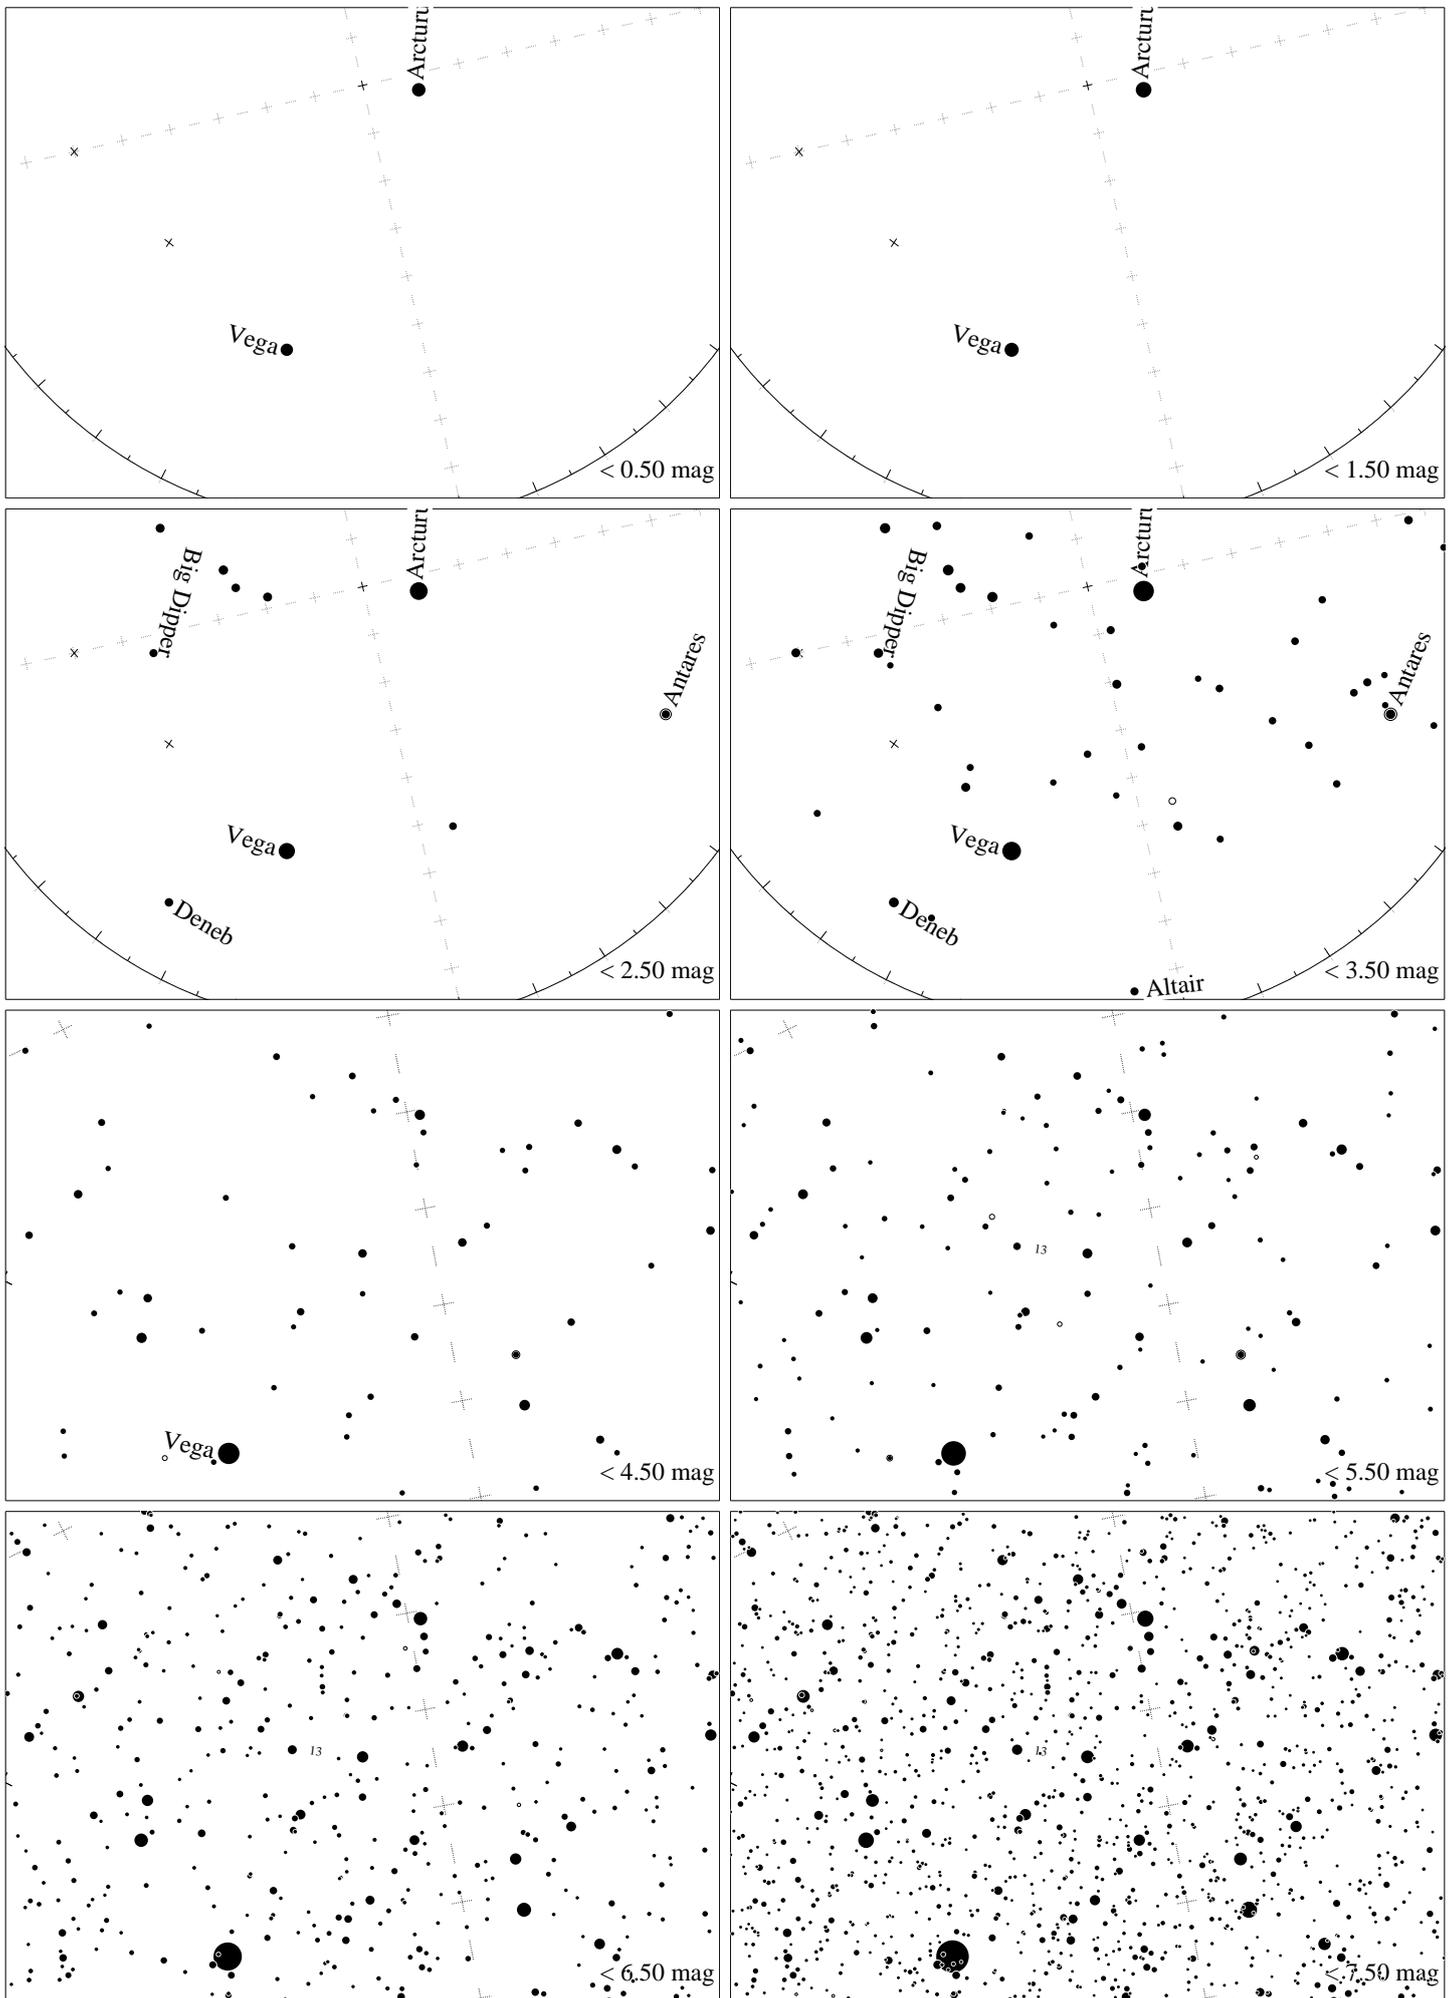 Arctur
Vega
< 0.50 mag
Arctur
Vega
< 1.50 mag
Arctur
Big Dipper
Antares
Vega
Deneb
< 2.50 mag
Arctur
Big Dipper
Antares
Vega
Deneb
Altair
< 3.50 mag
Vega
< 4.50 mag
13
< 5.50 mag
13
< 6.50 mag
13
< 7.50 mag